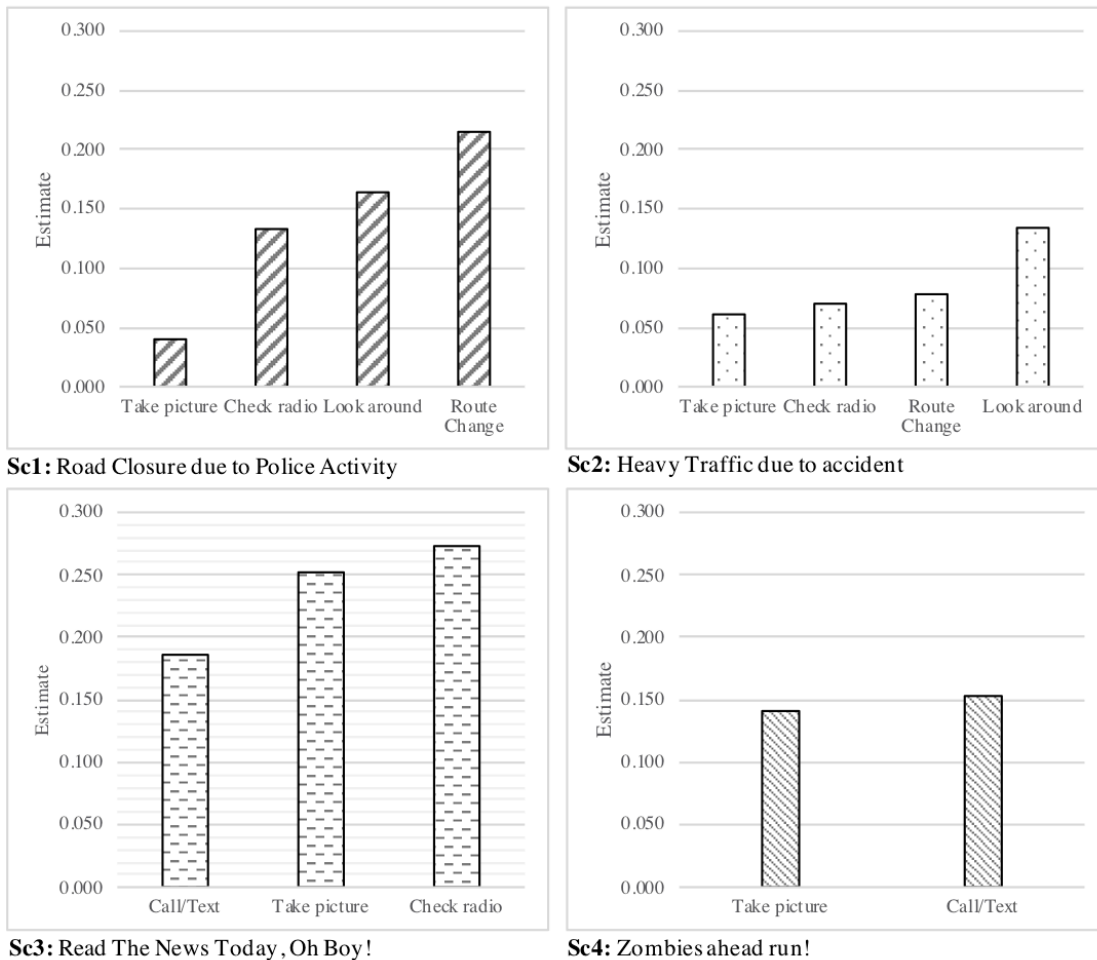 0.300
0.250
0.200
0.150
0.100
0.050
0.000
Estimate
Take picture Check radio Look around Route
Change
Sc1: Road Closure due to Police Activity
0.300
0.250
0.200
0.150
0.100
0.050
0.000
Estimate
Take picture Check radio Route Look around
Change
Sc2: Heavy Traffic due to accident
0.300
0.250
0.200
0.150
0.100
0.050
0.000
Estimate
Call/Text Take picture Check radio
Sc3: Read The News Today, Oh Boy!
0.300
0.250
0.200
0.150
0.100
0.050
0.000
Estimate
Take picture Call/Text
Sc4: Zombies ahead run!